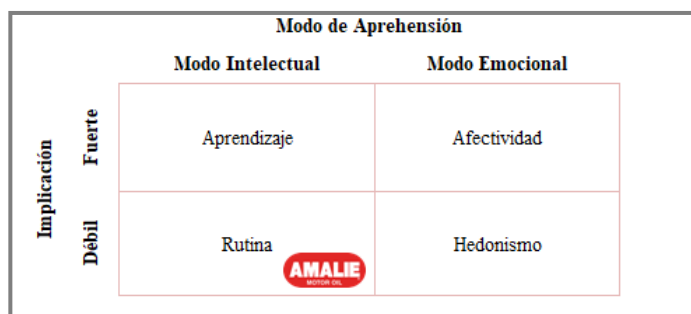 Modo de Aprehensión
Modo Intelectual Modo Emocional
Implicación
Fuerte
Aprendizaje Afectividad
Débil
Rutina Hedonismo
AMALIE
MOTOR OIL